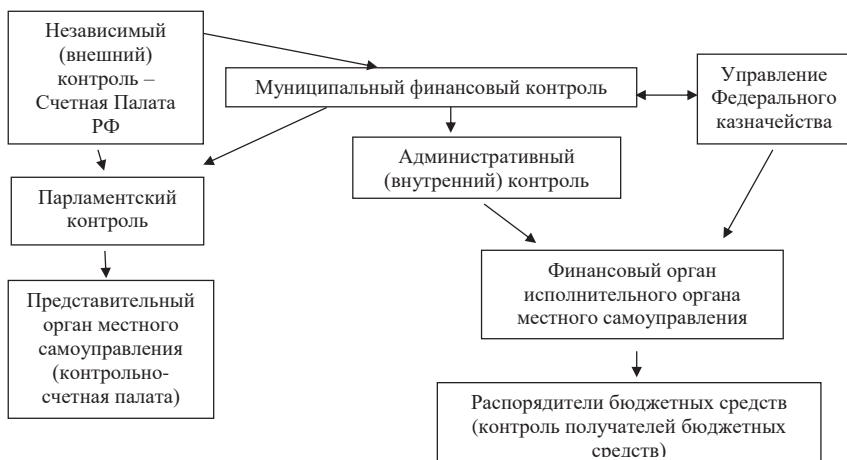 Независимый
(внешний)
контроль –
Счетная Палата
РФ
Муниципальный финансовый контроль
Управление
Федерального
казначейства
Административный
(внутренний) контроль
Парламентский
контроль
Финансовый орган
исполнительного органа
местного самоуправления
Представительный
орган местного
самоуправления
(контрольно-
счетная палата)
Распорядители бюджетных средств
(контроль получателей бюджетных
средств)